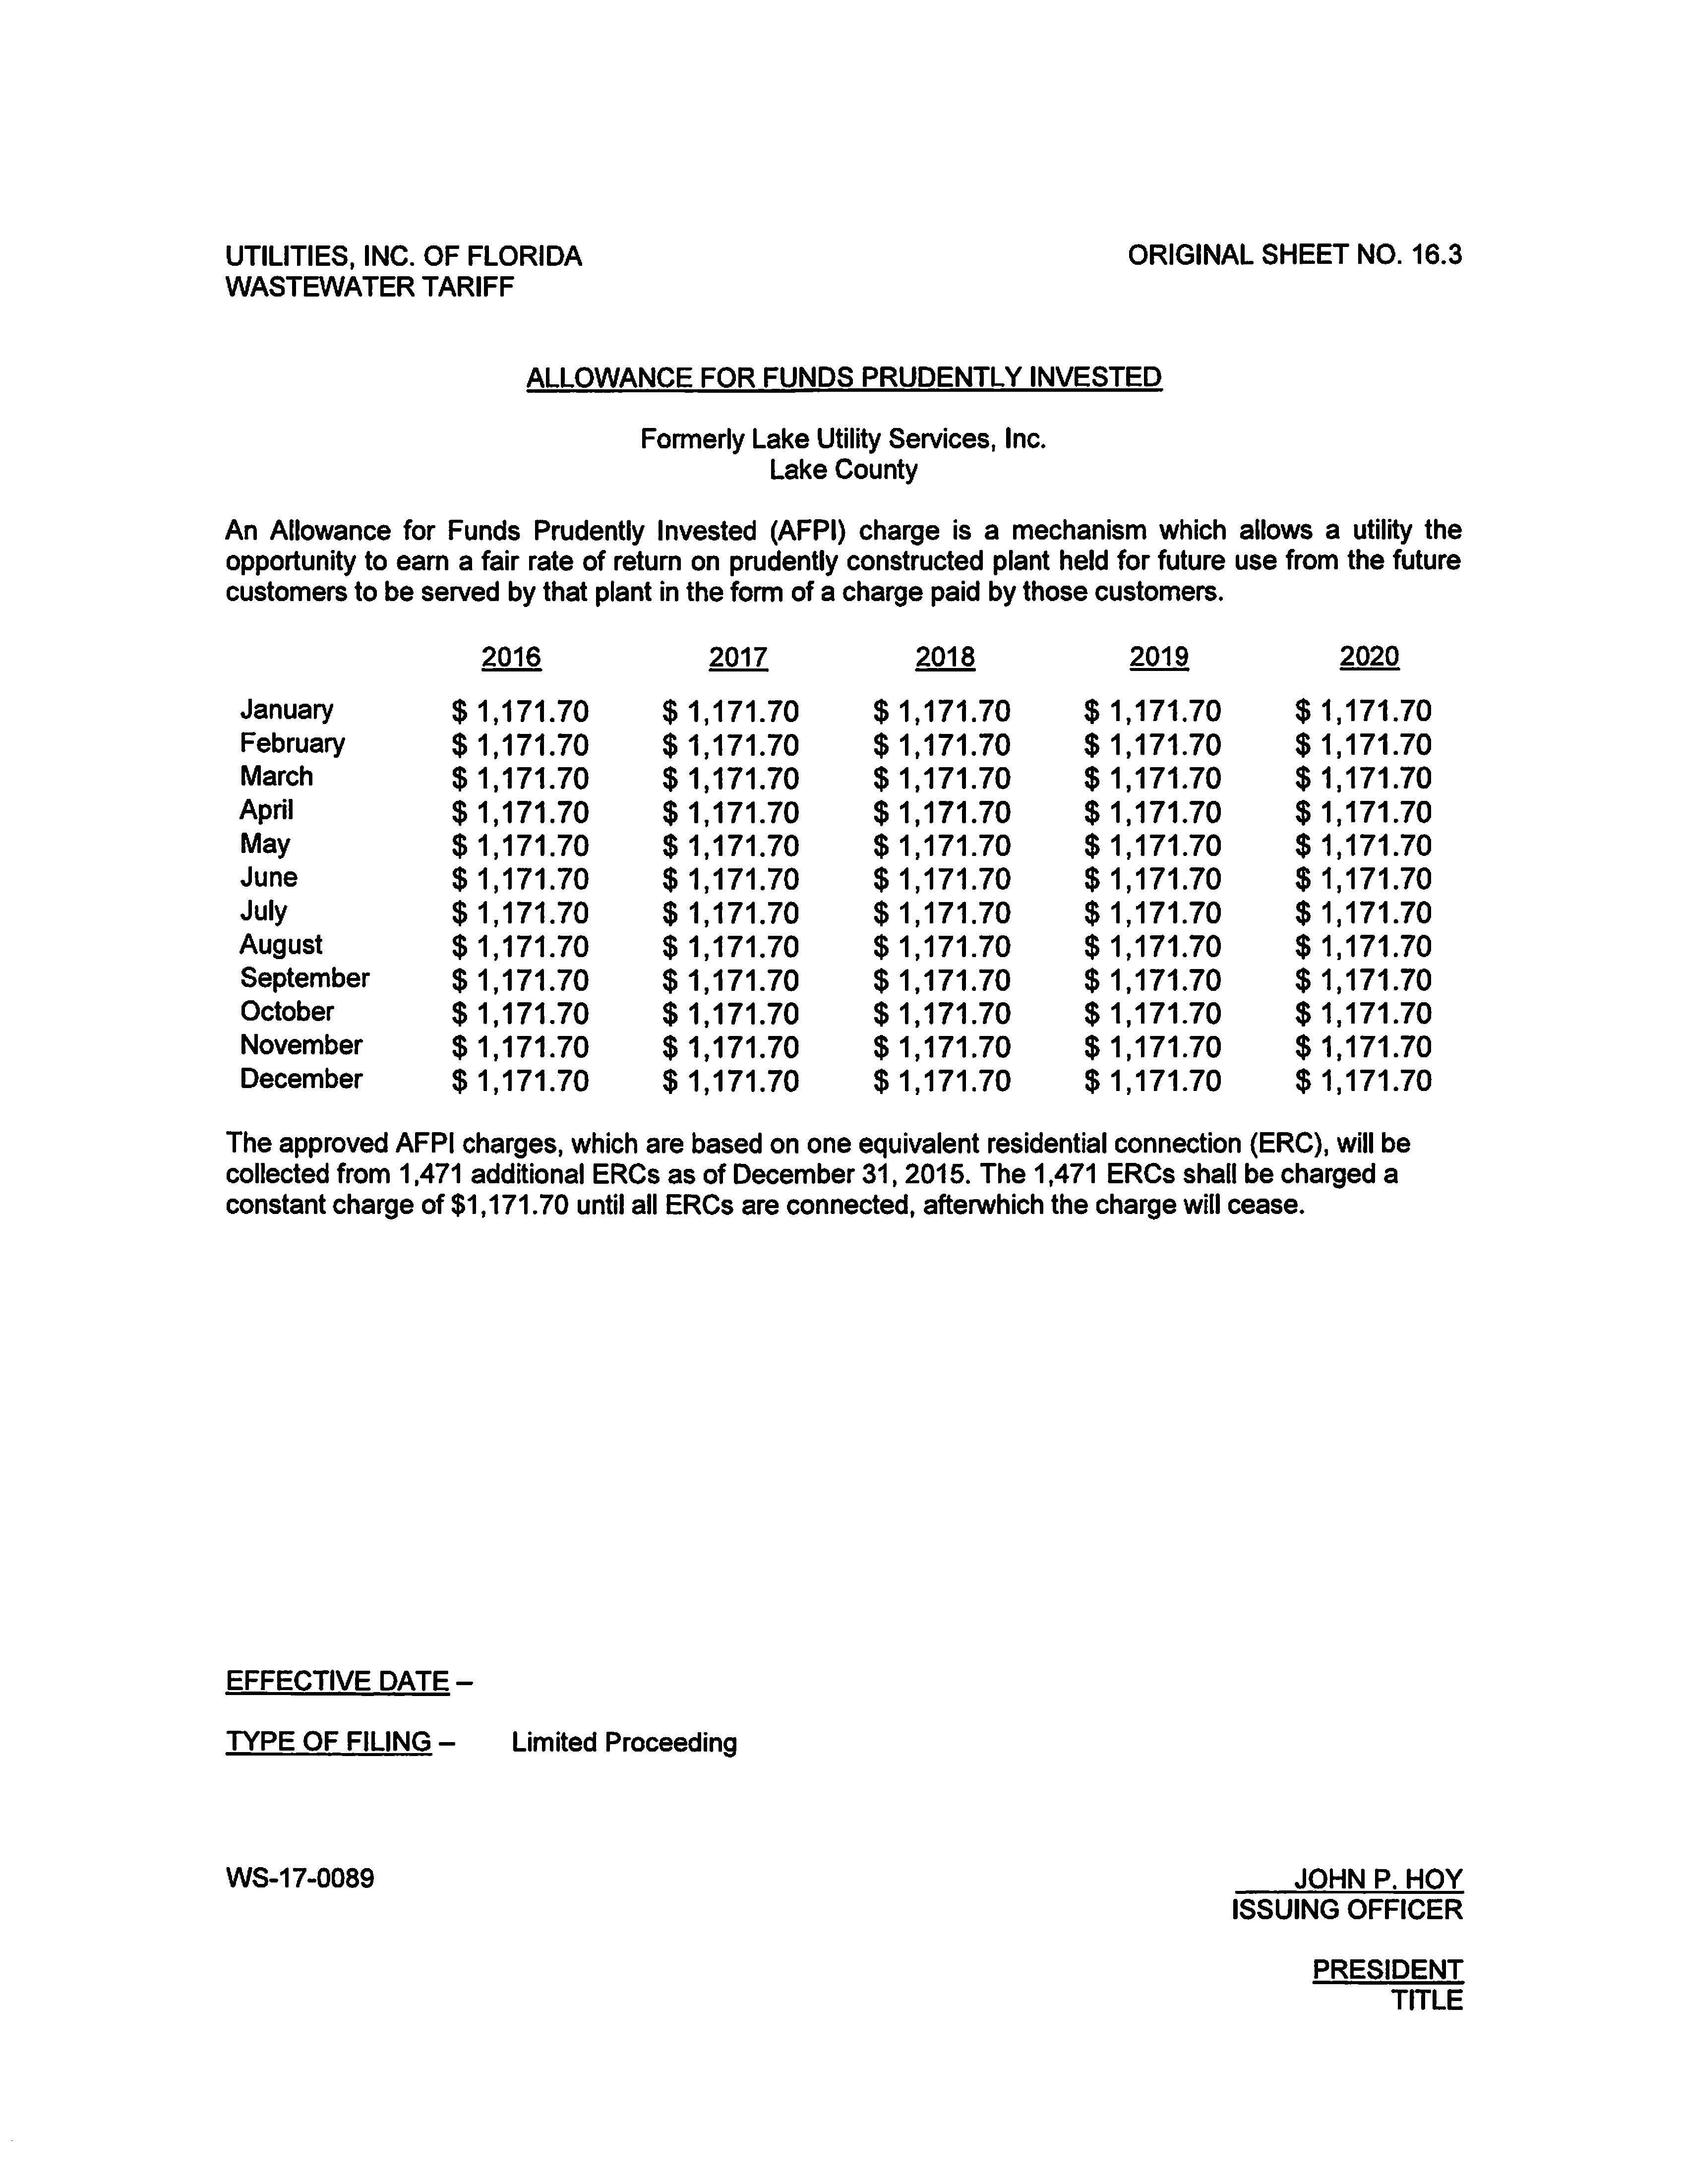 UTILITIES, INC. OF FLORIDA ORIGINAL SHEET NO. 16.3
WASTEWATER TARIFF
ALLOWANCE FOR FUNDS PRUDENTLY INVESTED
Formerly Lake Utility Services, Inc.
Lake County
An Allowance for Funds Prudently Invested (AFPI) charge is a mechanism which allows a utility the
opportunity to earn a fair rate of return on prudently constructed plant held for future use from the future
customers to be served by that plant in the form of a charge paid by those customers.
2016 2017 2018 2019 2020
January $ 1,171.70 $ 1,171.70 $ 1,171.70 $ 1,171.70 $ 1,171.70
February $ 1,171.70 $ 1,171.70 $ 1,171.70 $ 1,171.70 $ 1,171.70
March $ 1,171.70 $ 1,171.70 $ 1,171.70 $ 1,171.70 $ 1,171.70
April $ 1,171.70 $ 1,171.70 $ 1,171.70 $ 1,171.70 $ 1,171.70
May $ 1,171.70 $ 1,171.70 $ 1,171.70 $ 1,171.70 $ 1,171.70
June $ 1,171.70 $ 1,171.70 $ 1,171.70 $ 1,171.70 $ 1,171.70
July $ 1,171.70 $ 1,171.70 $ 1,171.70 $ 1,171.70 $ 1,171.70
August $ 1,171.70 $ 1,171.70 $ 1,171.70 $ 1,171.70 $ 1,171.70
September $ 1,171.70 $ 1,171.70 $ 1,171.70 $ 1,171.70 $ 1,171.70
October $ 1,171.70 $ 1,171.70 $ 1,171.70 $ 1,171.70 $ 1,171.70
November $ 1,171.70 $ 1,171.70 $ 1,171.70 $ 1,171.70 $ 1,171.70
December $ 1,171.70 $ 1,171.70 $ 1,171.70 $ 1,171.70 $ 1,171.70
The approved AFPI charges, which are based on one equivalent residential connection (ERC), will be
collected from 1,471 additional ERCs as of December 31, 2015. The 1,471 ERCs shall be charged a
constant charge of $1,171.70 until all ERCs are connected, afterwhich the charge will cease.
EFFECTIVE DATE –
TYPE OF FILING – Limited Proceeding
WS-17-0089 JOHN P. HOY
ISSUING OFFICER
PRESIDENT
TITLE